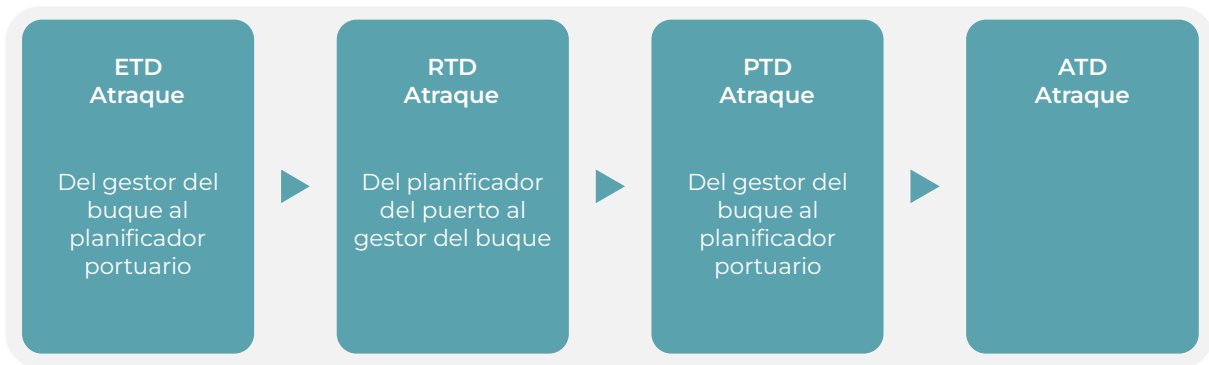 ETD
Atraque
Del gestor del
buque al
planificador
portuario
RTD
Atraque
Del planificador
del puerto al
gestor del buque
PTD
Atraque
Del gestor del
buque al
planificador
portuario
ATD
Atraque